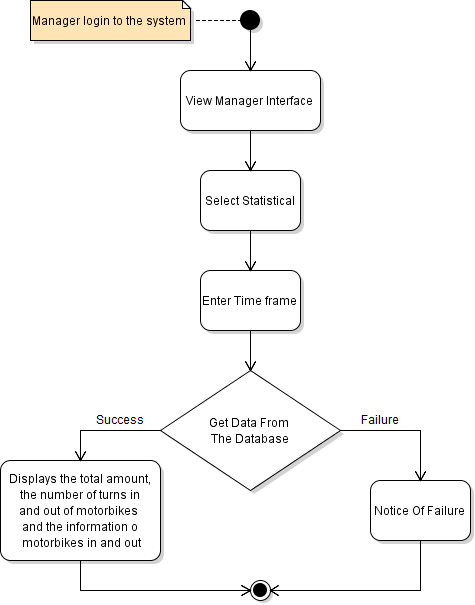 Manager login to the system
View Manager Interface
Select Statistical
Enter Time frame
Get Data From
The Database
Success
Failure
Displays the total amount,
the number of turns in
and out of motorbikes
and the information o
motorbikes in and out
Notice Of Failure